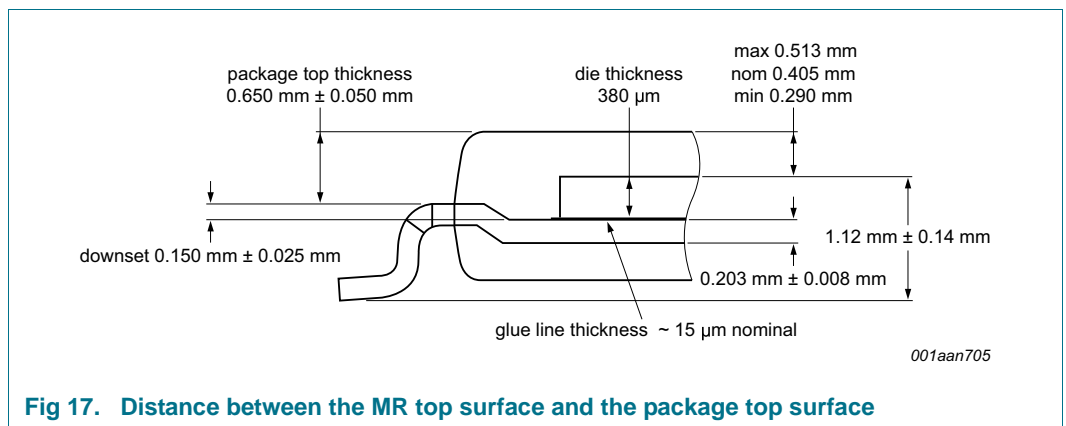 package top thickness
0.650 mm ± 0.050 mm
die thickness
380 μm
max 0.513 mm
nom 0.405 mm
min 0.290 mm
downset 0.150 mm ± 0.025 mm
1.12 mm ± 0.14 mm
0.203 mm ± 0.008 mm
glue line thickness ~ 15 μm nominal
001aan705
Fig 17. Distance between the MR top surface and the package top surface